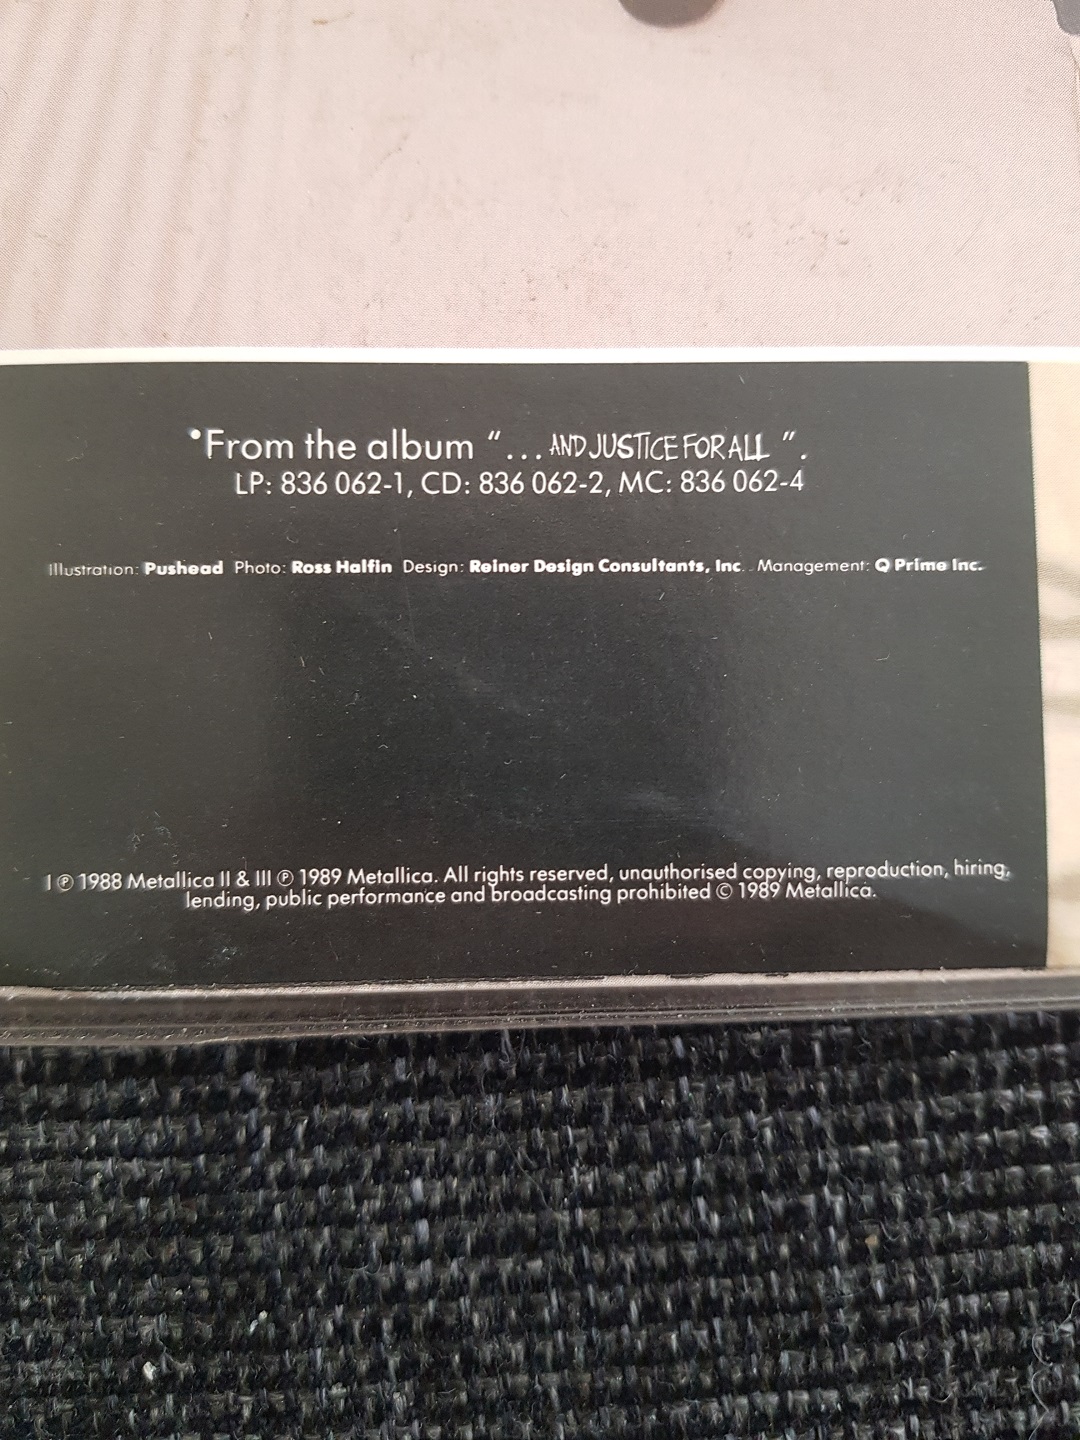 •From the album “... AND JUSTICE FOR ALL ”.
LP: 836 062-1, CD: 836 062-2, MC: 836 062-4
Illustration: Pushead Photo: Ross Halfin Design: Reiner Design Consultants, Inc. Management: Q Prime Inc.
I ℗ 1988 Metallica II & III ℗ 1989 Metallica. All rights reserved, unauthorised copying, reproduction, hiring,
lending, public performance and broadcasting prohibited © 1989 Metallica.